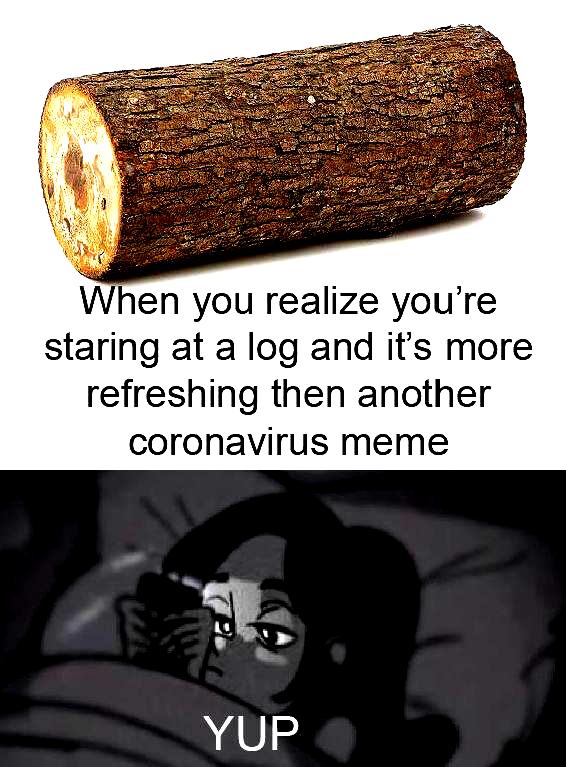 When you realize you’re
staring at a log and it’s more
refreshing then another
coronavirus meme
YUP